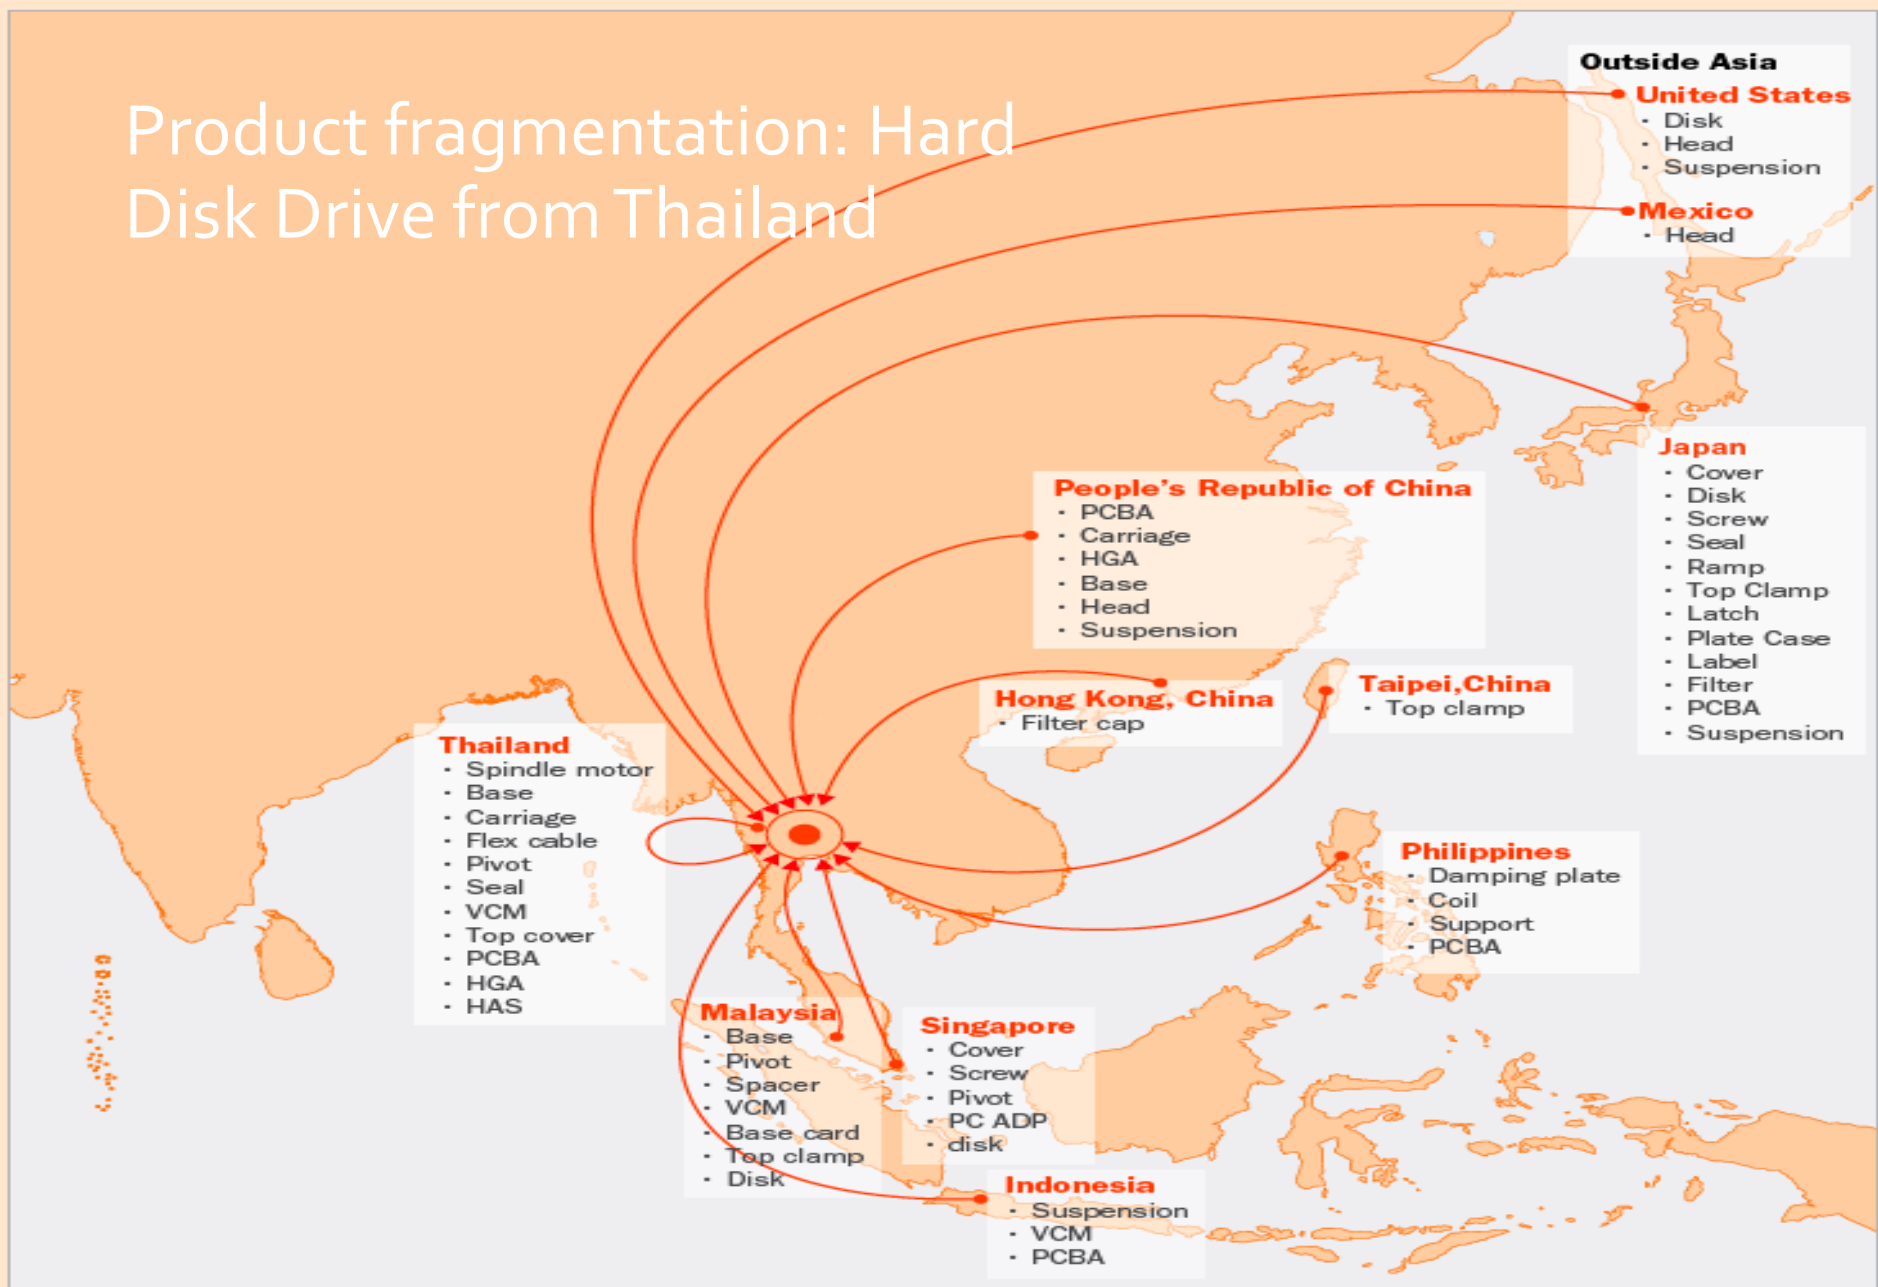 Product fragmentation: Hard
Disk Drive from Thailand
Outside Asia
United States
· Disk
· Head
· Suspension
Mexico
· Head
Japan
· Cover
· Disk
· Screw
· Seal
· Ramp
· Top Clamp
· Latch
· Plate Case
· Label
· Filter
· PCBA
· Suspension
People's Republic of China
· PCBA
· Carriage
· HGA
· Base
· Head
· Suspension
Hong Kong, China
· Filter cap
Taipei,China
· Top clamp
Thailand
· Spindle motor
· Base
· Carriage
· Flex cable
· Pivot
· Seal
· VCM
· Top cover
· PCBA
· HGA
· HAS
Philippines
· Damping plate
· Coil
· Support
· PCBA
Malaysia
· Base
· Pivot
· Spacer
· VCM
· Base card
· Top clamp
· Disk
Singapore
· Cover
· Screw
· Pivot
· PC ADP
· disk
Indonesia
· Suspension
· VCM
· PCBA